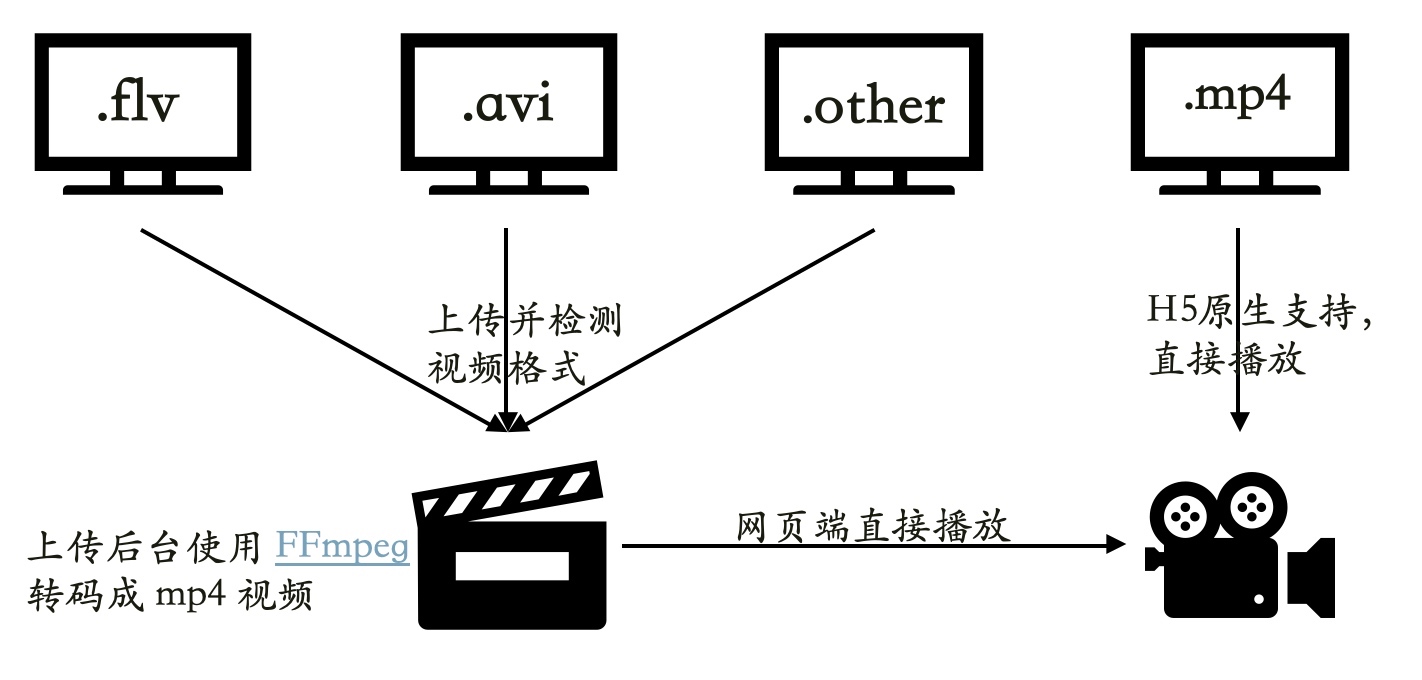 .flv
.avi
.other
.mp4
上传并检测
视频格式
H5原生支持，
直接播放
上传后台使用 FFmpeg
转码成 mp4 视频
网页端直接播放